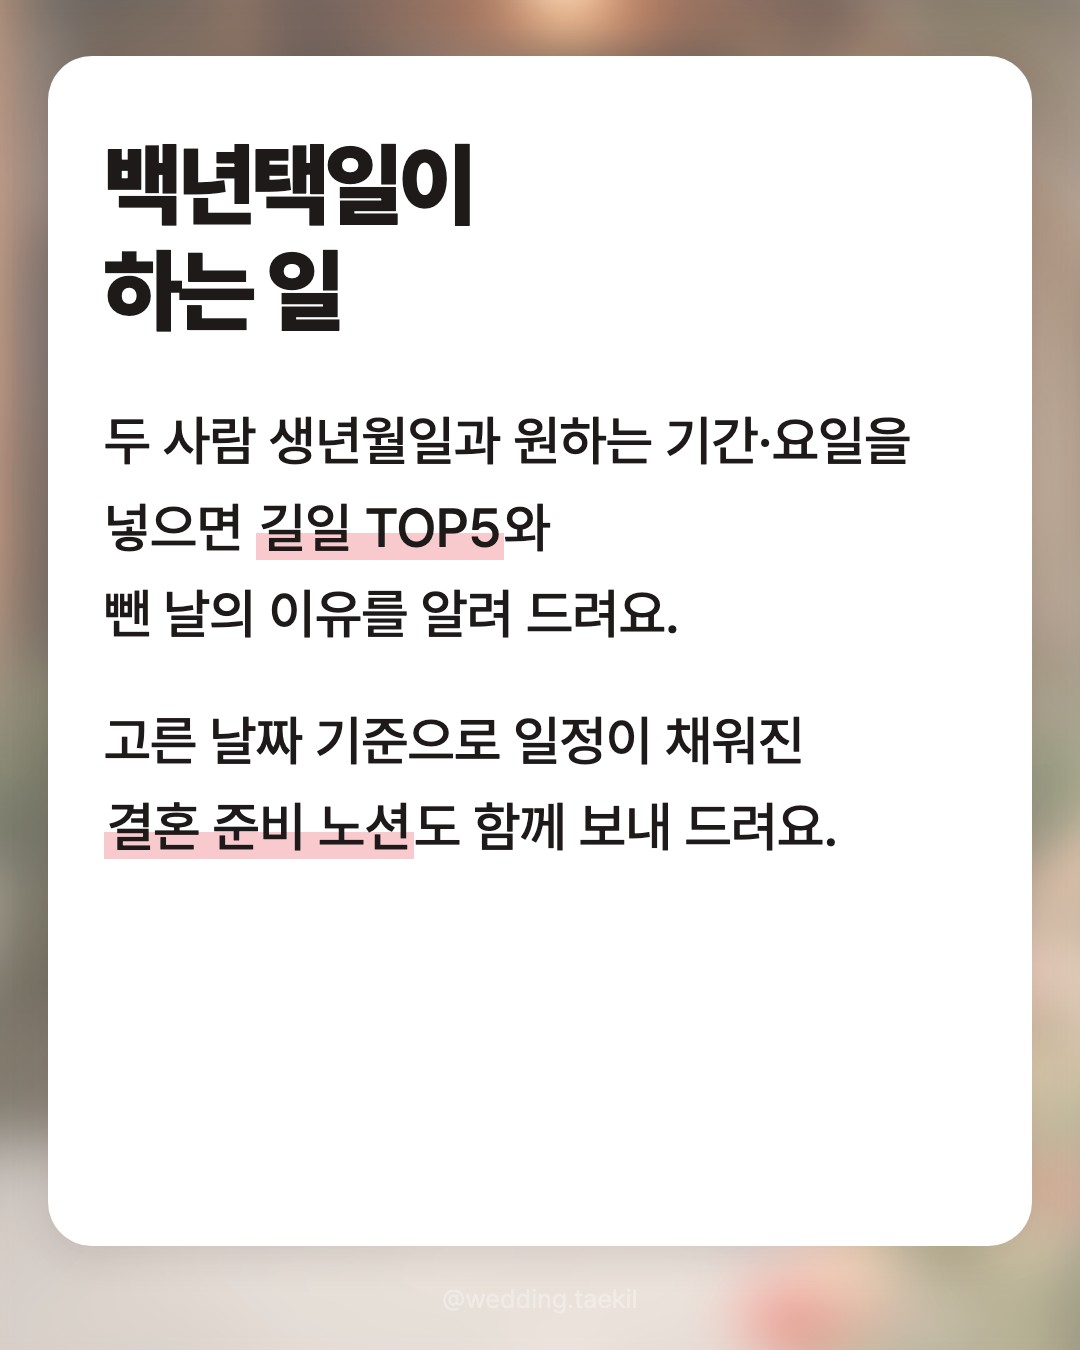 백년택일이
하는 일
두 사람 생년월일과 원하는 기간·요일을
넣으면 길일 TOP5와
뺀 날의 이유를 알려 드려요.
고른 날짜 기준으로 일정이 채워진
결혼 준비 노션도 함께 보내 드려요.
@wedding.taekil